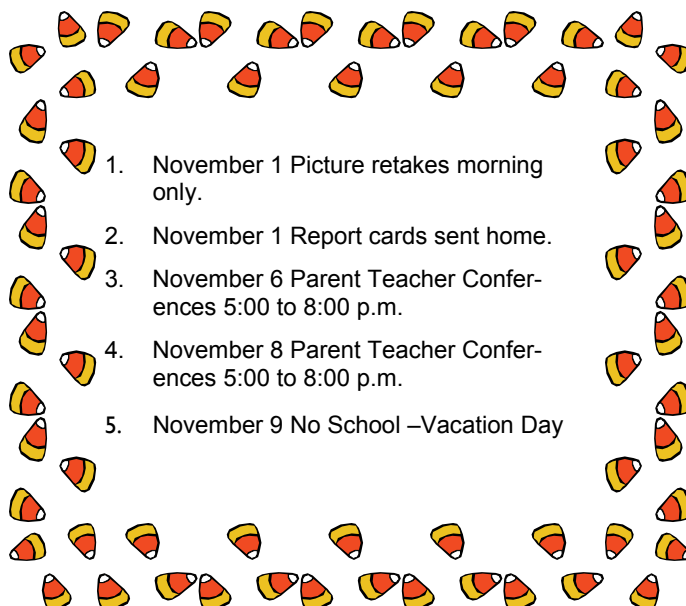 1. November 1 Picture retakes morning
only.
2. November 1 Report cards sent home.
3. November 6 Parent Teacher Confer-
ences 5:00 to 8:00 p.m.
4. November 8 Parent Teacher Confer-
ences 5:00 to 8:00 p.m.
5. November 9 No School –Vacation Day